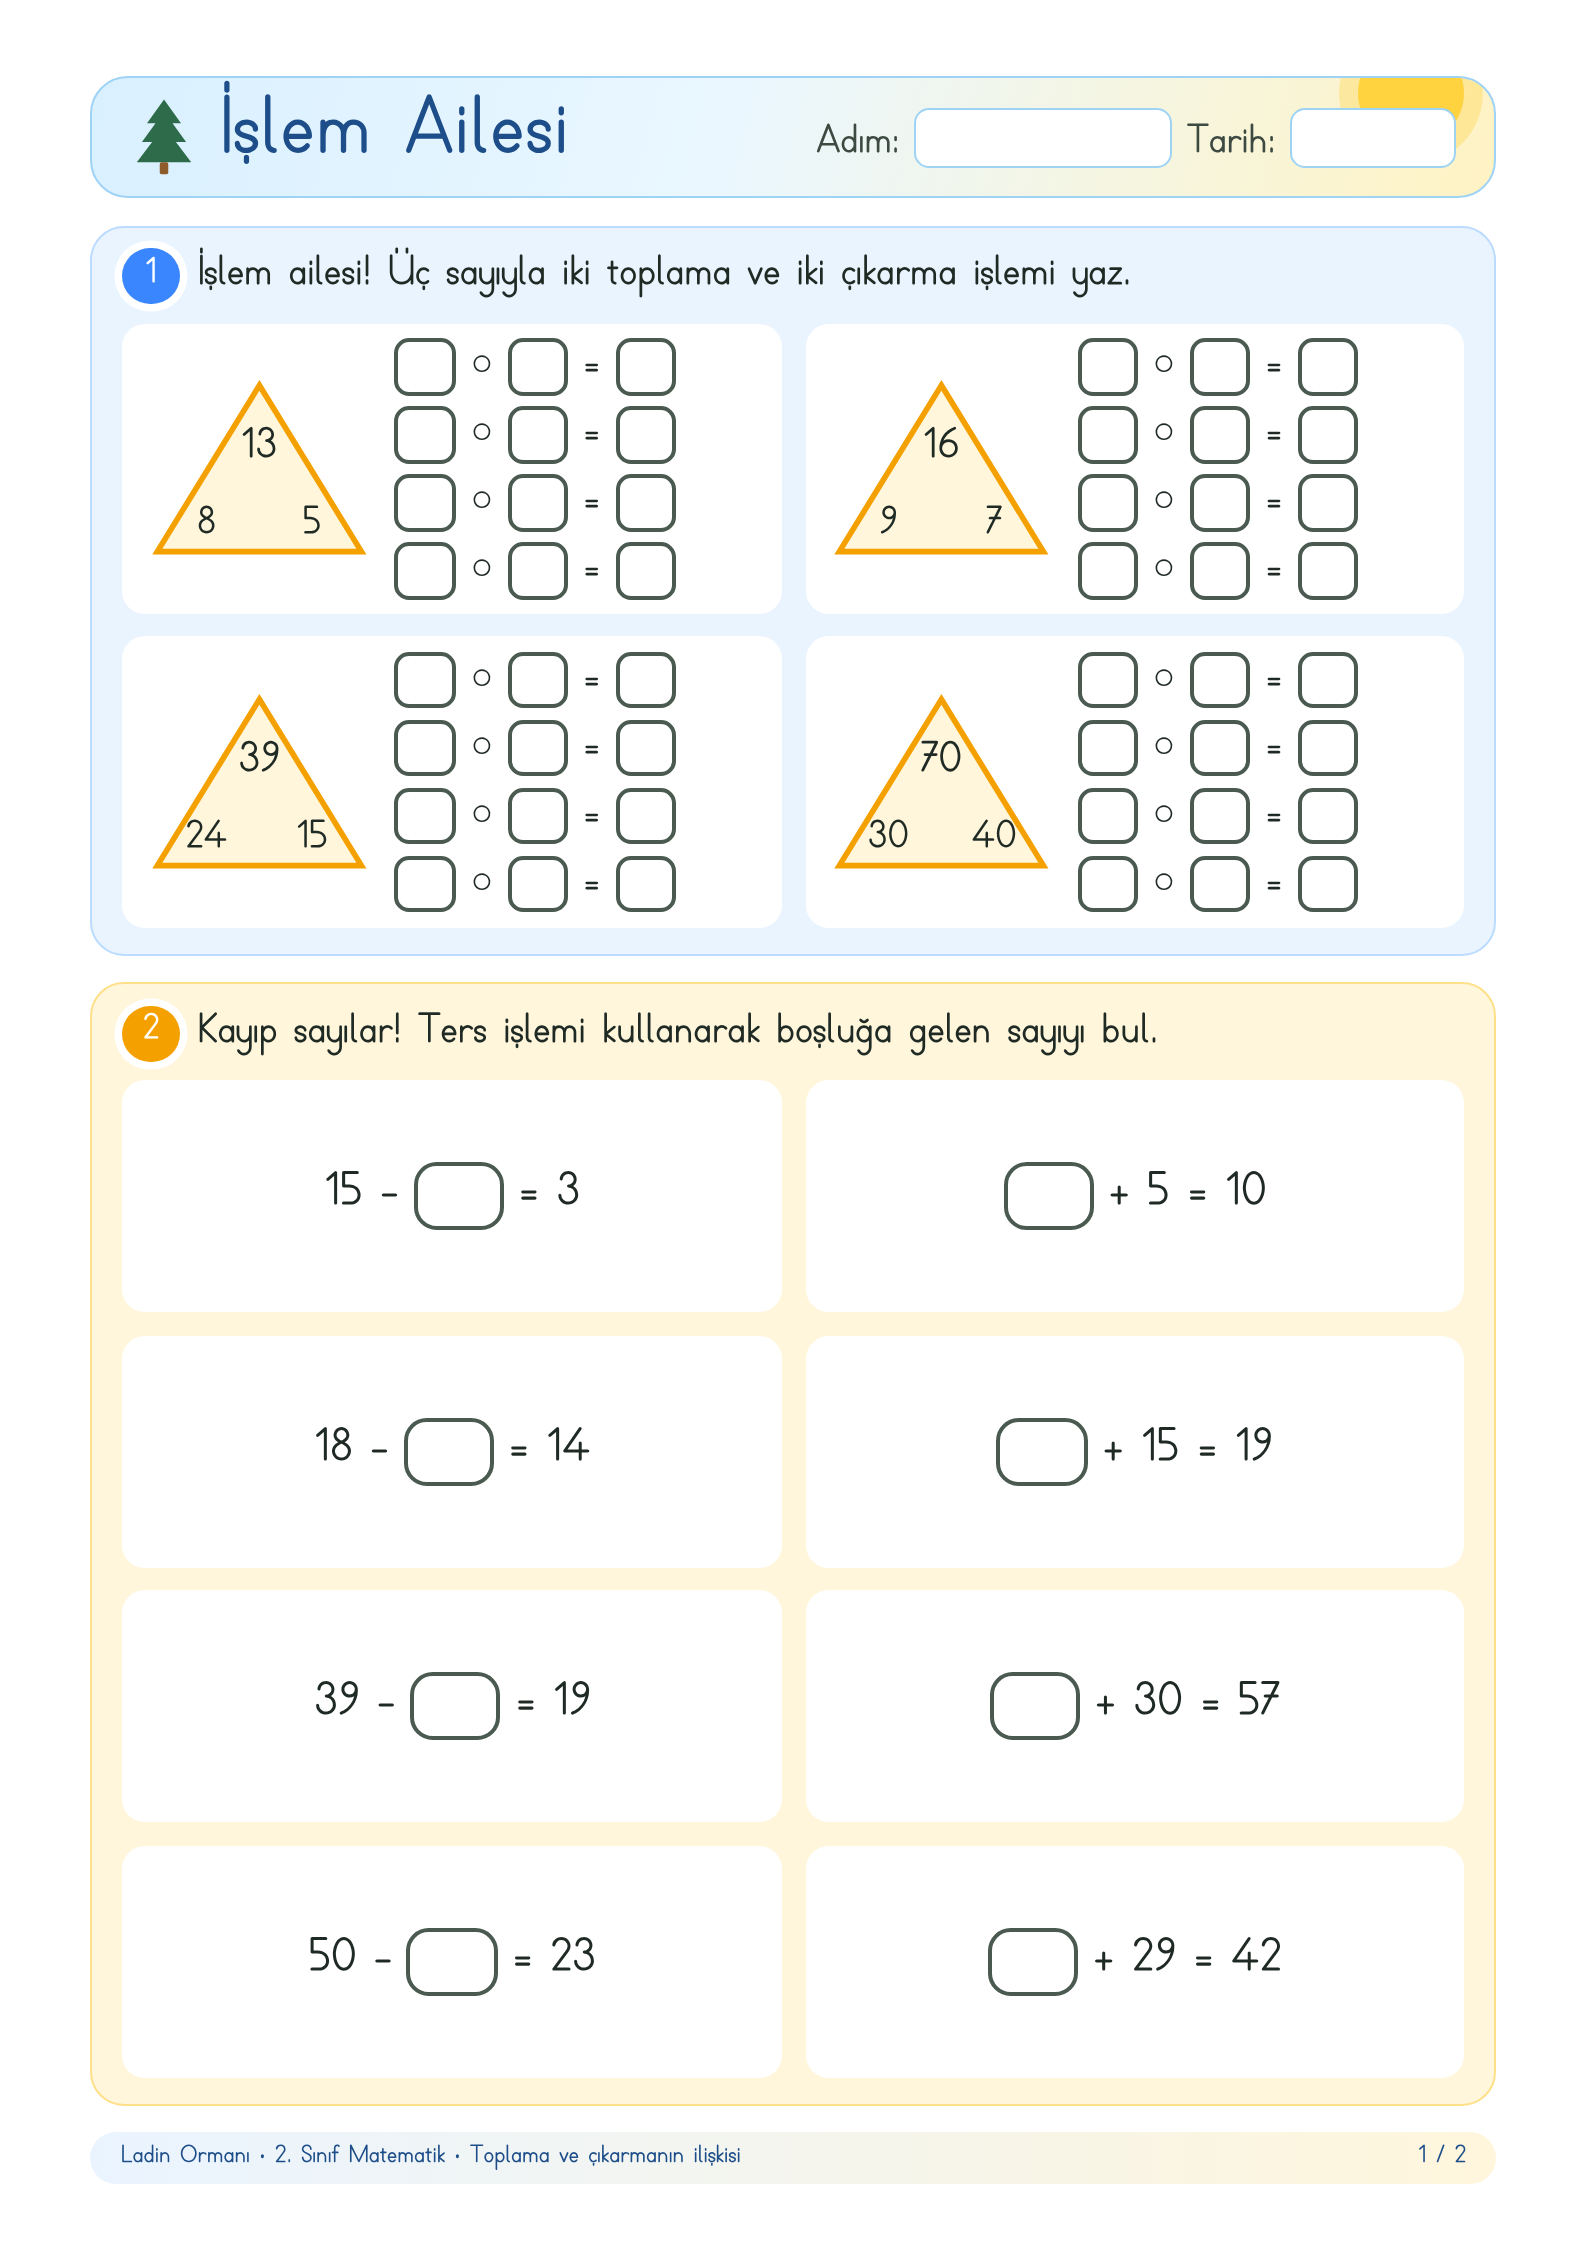 İşlem Ailesi
Adım:
Tarih:
1 İşlem ailesi! Üç sayıyla iki toplama ve iki çıkarma işlemi yaz.
13
8 5
○ =
○ =
○ =
○ =
16
9 7
○ =
○ =
○ =
○ =
39
24 15
○ =
○ =
○ =
○ =
70
30 40
○ =
○ =
○ =
○ =
2 Kayıp sayılar! Ters işlemi kullanarak boşluğa gelen sayıyı bul.
15 - = 3
+ 5 = 10
18 - = 14
+ 15 = 19
39 - = 19
+ 30 = 57
50 - = 23
+ 29 = 42
Ladin Ormanı • 2. Sınıf Matematik • Toplama ve çıkarmanın ilişkisi
1 / 2